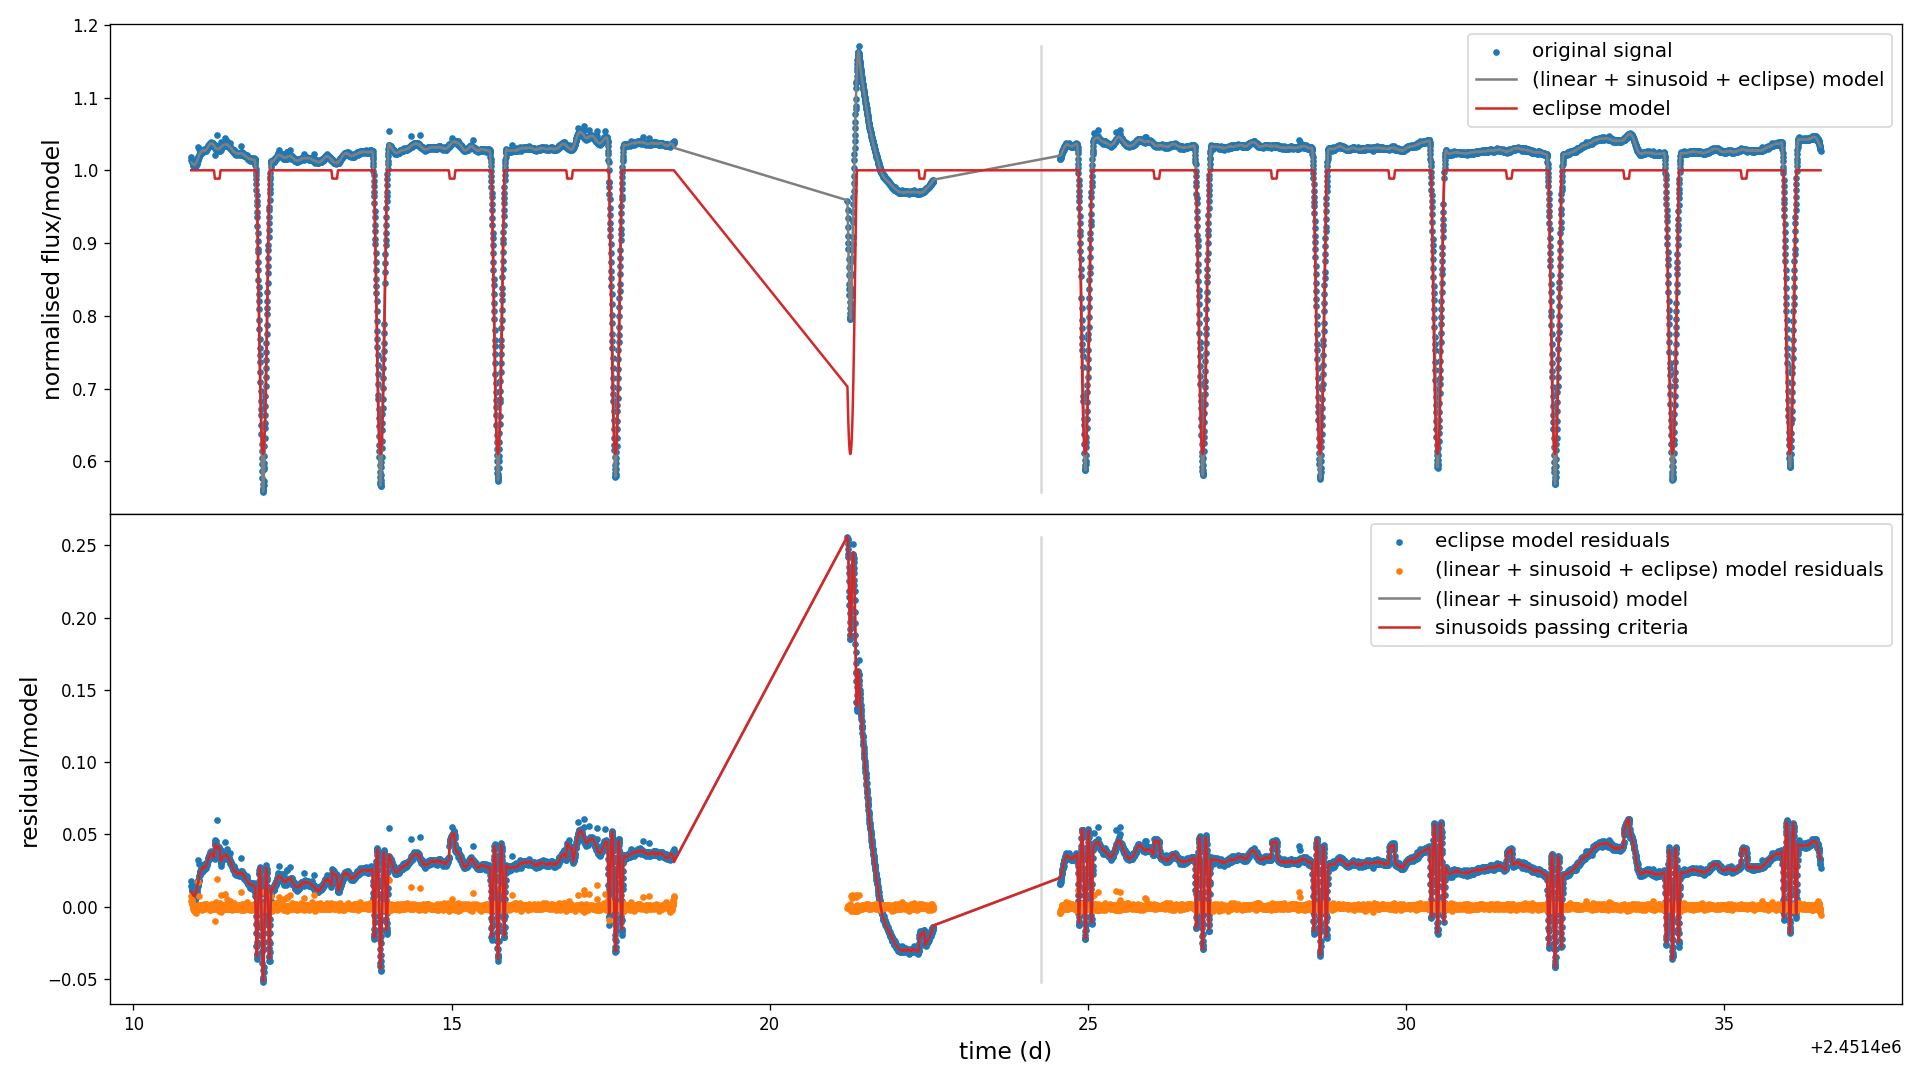 1.2
1.1
1.0
0.9
0.8
0.7
0.6
normalised flux/model
original signal
(linear + sinusoid + eclipse) model
eclipse model
0.25
0.20
0.15
0.10
0.05
0.00
−0.05
residual/model
eclipse model residuals
(linear + sinusoid + eclipse) model residuals
(linear + sinusoid) model
sinusoids passing criteria
10
15
20
25
30
35
time (d)
+2.4514e6